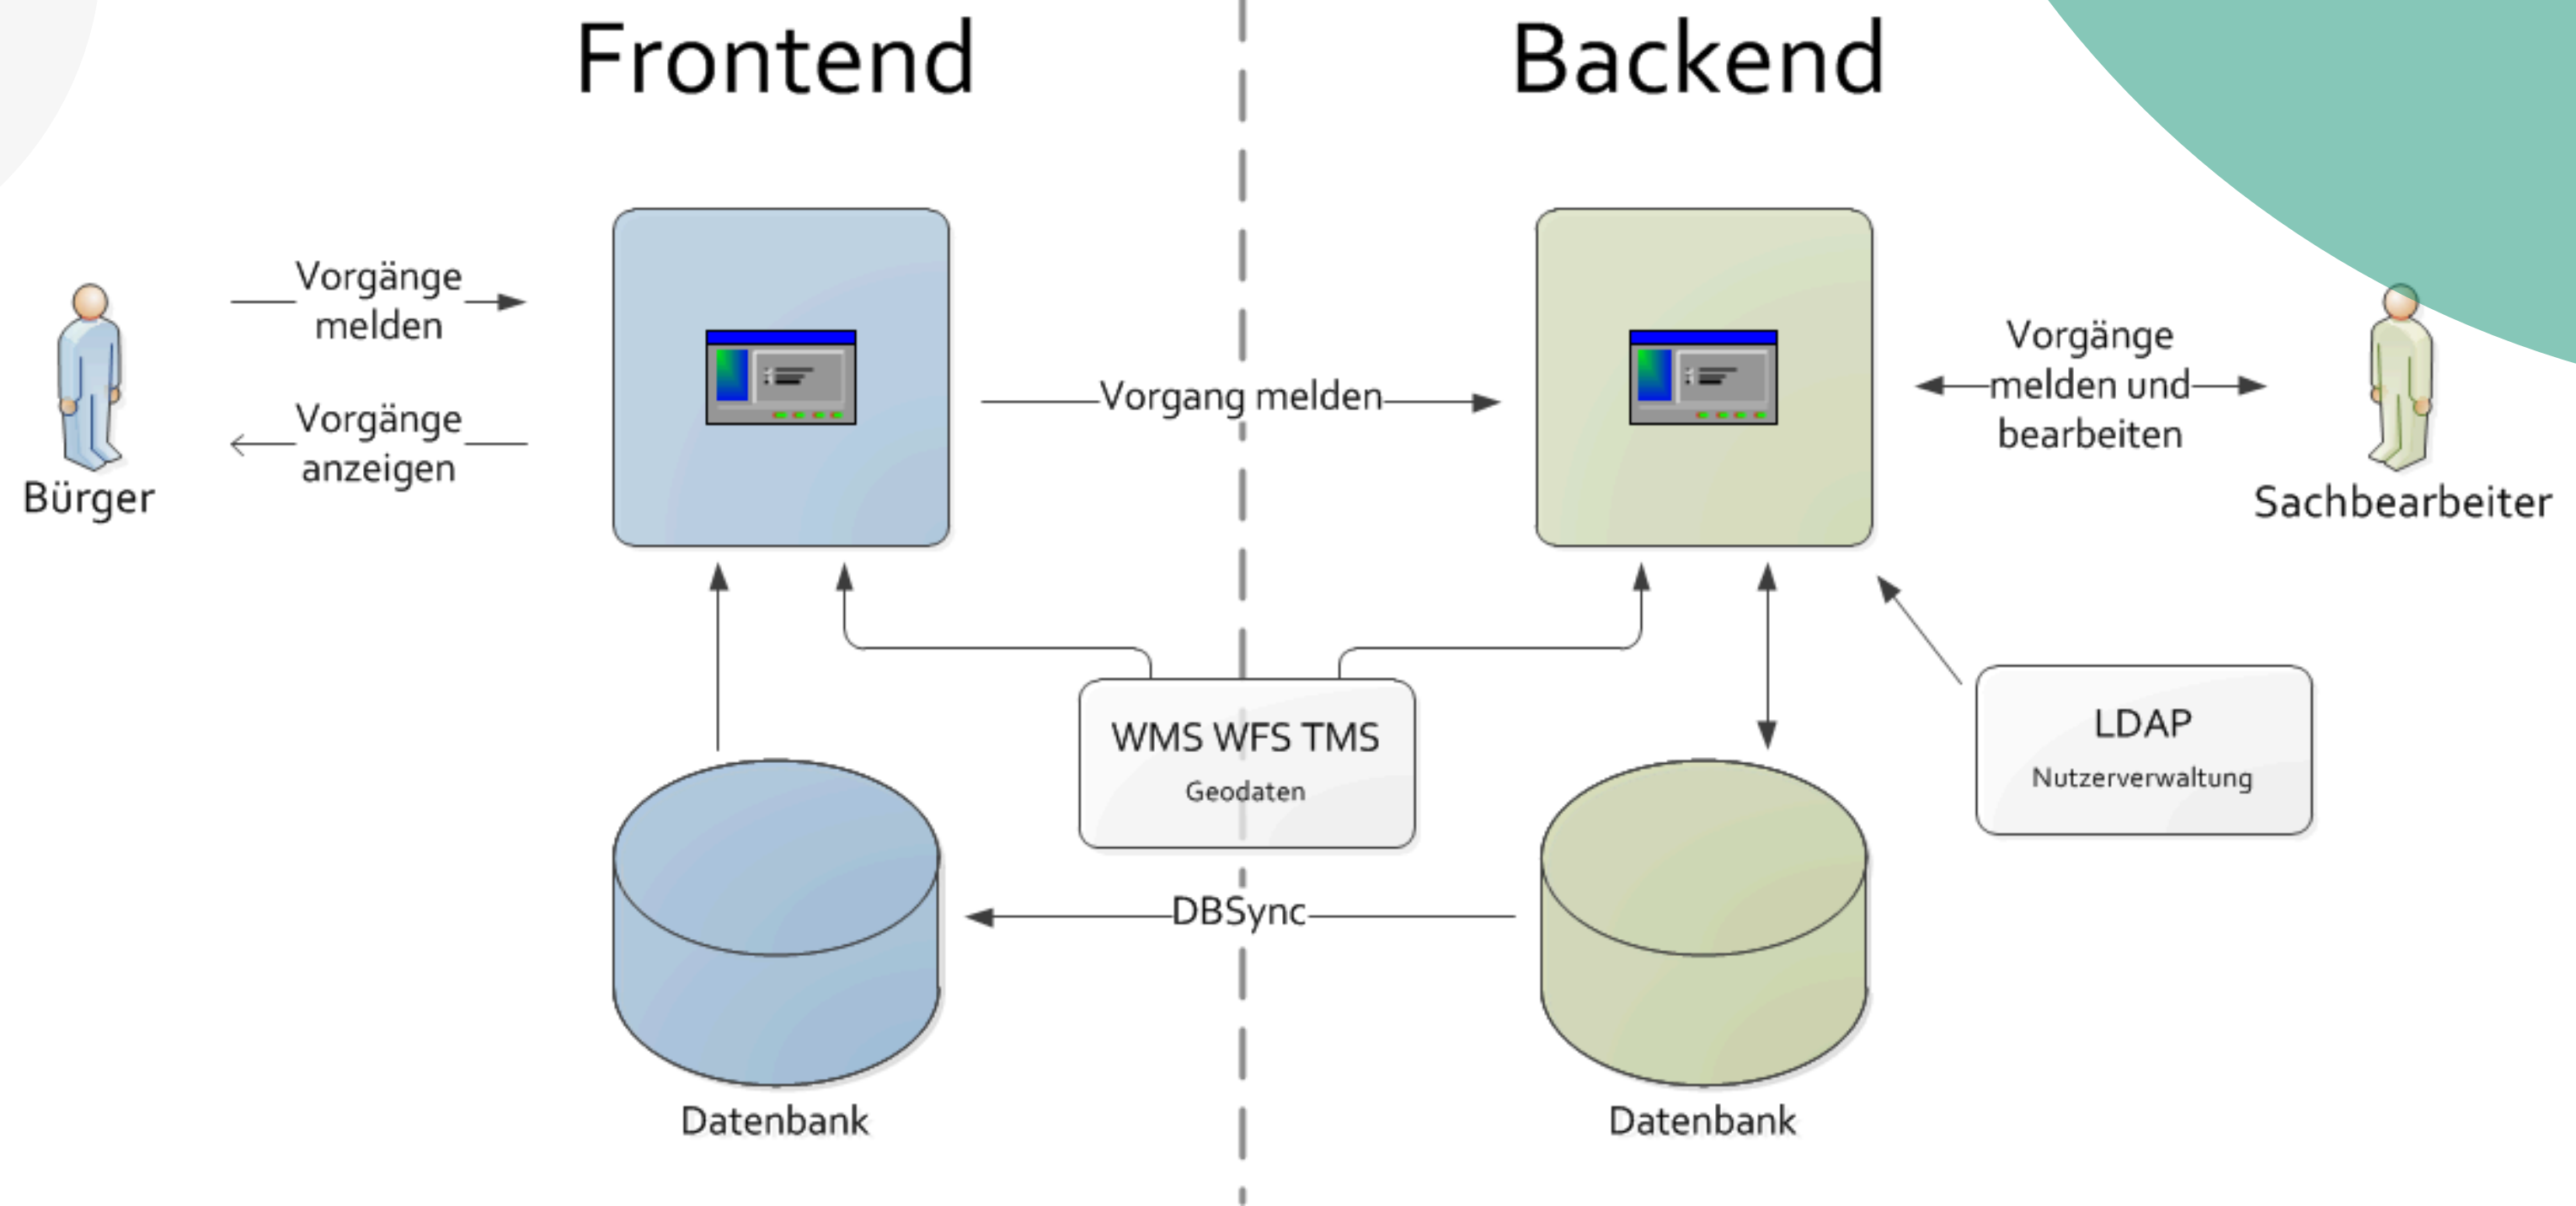 Frontend
Backend
Vorgänge
melden
Vorgänge
anzeigen
Bürger
Vorgang melden
Vorgänge
melden und
bearbeiten
Sachbearbeiter
WMS WFS TMS
Geodaten
LDAP
Nutzerverwaltung
DBSync
Datenbank
Datenbank